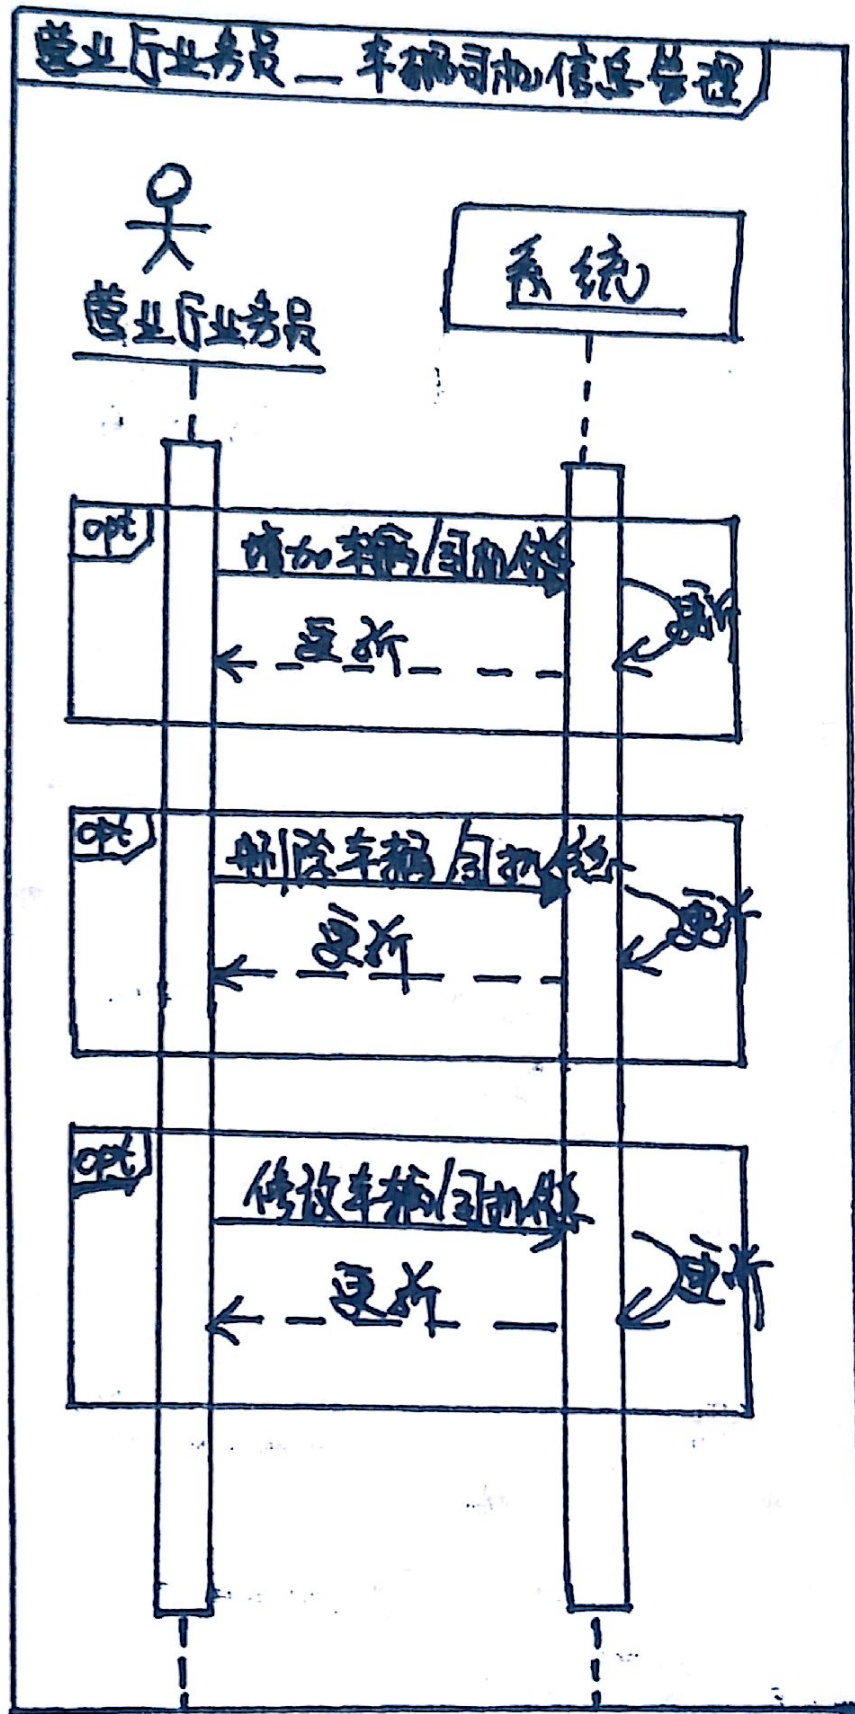 营业厅业务员_车辆司机信息管理
营业厅业务员
系统
opt
增加车辆/司机信息
更新
更新
opt
删除车辆/司机信息
更新
更新
opt
修改车辆/司机信息
更新
更新